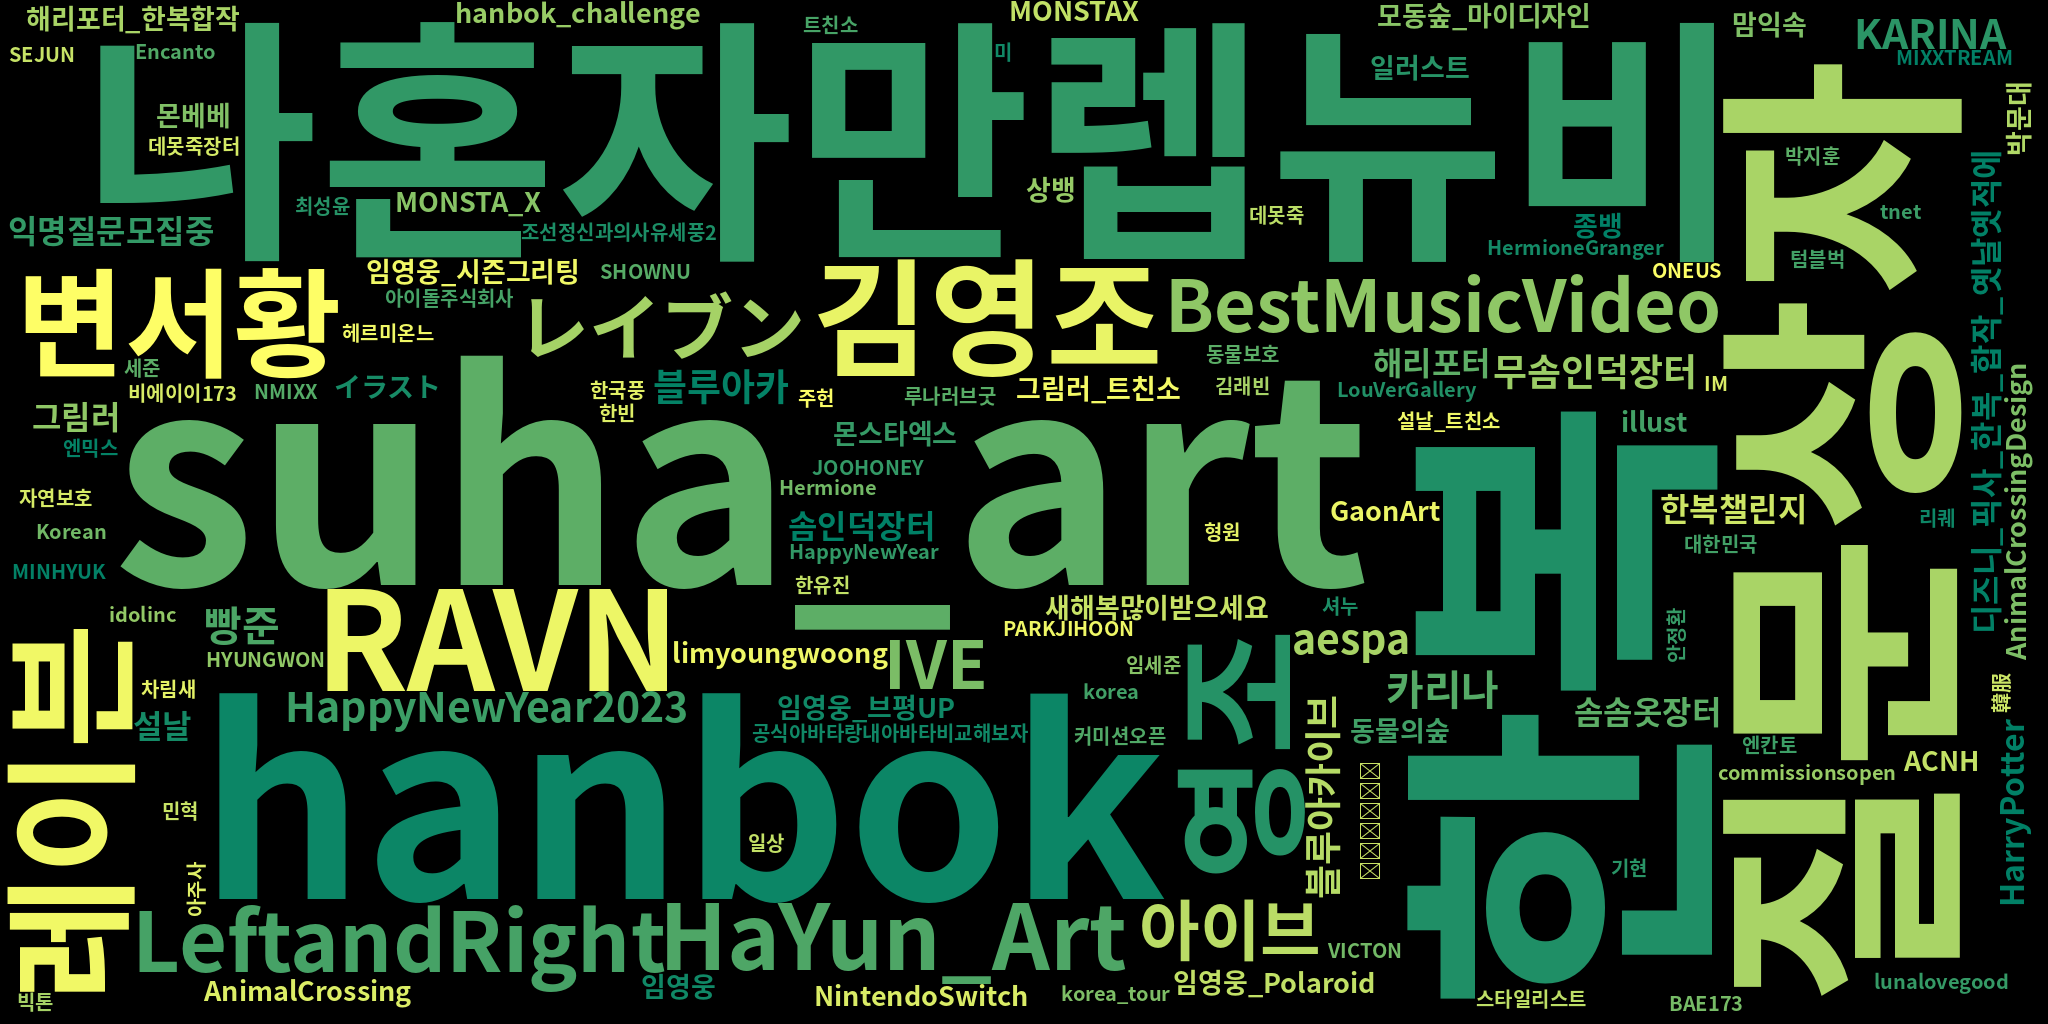 해리포터_한복합작
hanbok_challenge
트친소
MONSTAX
모동숲_마이디자인
맘익속
KARINA
SEJUN
Encanto
미
일러스트
MIXXTREAM
나혼자만렙뉴비
몬베베
데못죽장터
박문대
박지훈
최성윤
MONSTA_X
상뱅
데못죽
tnet
익명질문모집중
조선정신과의사유세풍2
종뱅
HermioneGranger
텀블벅
임영웅_시즌그리팅
SHOWNU
ONEUS
변서황
아이돌주식회사
レイブン
김영조
BestMusicVideo
헤르미온느
세준
동물보호
해리포터
무솜인덕장터
비에이이173
NMIXX
イラスト
한국풍
블루아카
주헌
루나러브굿
그림러_트친소
김래빈
LouVerGallery
IM
그림러
한빈
설날_트친소
illust
엔믹스
몬스타엑스
suha art
JOOHONEY
Hermione
자연보호
GaonArt
한복챌린지
리퀘
Korean
솜인덕장터
형원
대한민국
MINHYUK
HappyNewYear
한유진
idolinc
빵준
RAVN
새해복많이받으세요
셔누
PARKJIHOON
aespa
안정환
HYUNGWON
limyoungwoong
IVE
임세준
차림새
카리나
韓服
설날
HappyNewYear2023
임영웅_브평UP
korea
솜솜옷장터
공식아바타랑내아바타비교해보자
커미션오픈
동물의숲
엔칸토
hanbok
ACNH
commissionsopen
레이븐
영조
블루아카이브
한복
성장주
질문
디즈니_픽사_한복_합작_옛날옛적에
AnimalCrossingDesign
HarryPotter
민혁
일상
기현
아주사
LeftandRight
HaYun_Art
아이브
VICTON
AnimalCrossing
임영웅
NintendoSwitch
korea_tour
임영웅_Polaroid
스타일리스트
BAE173
lunalovegood
빅톤